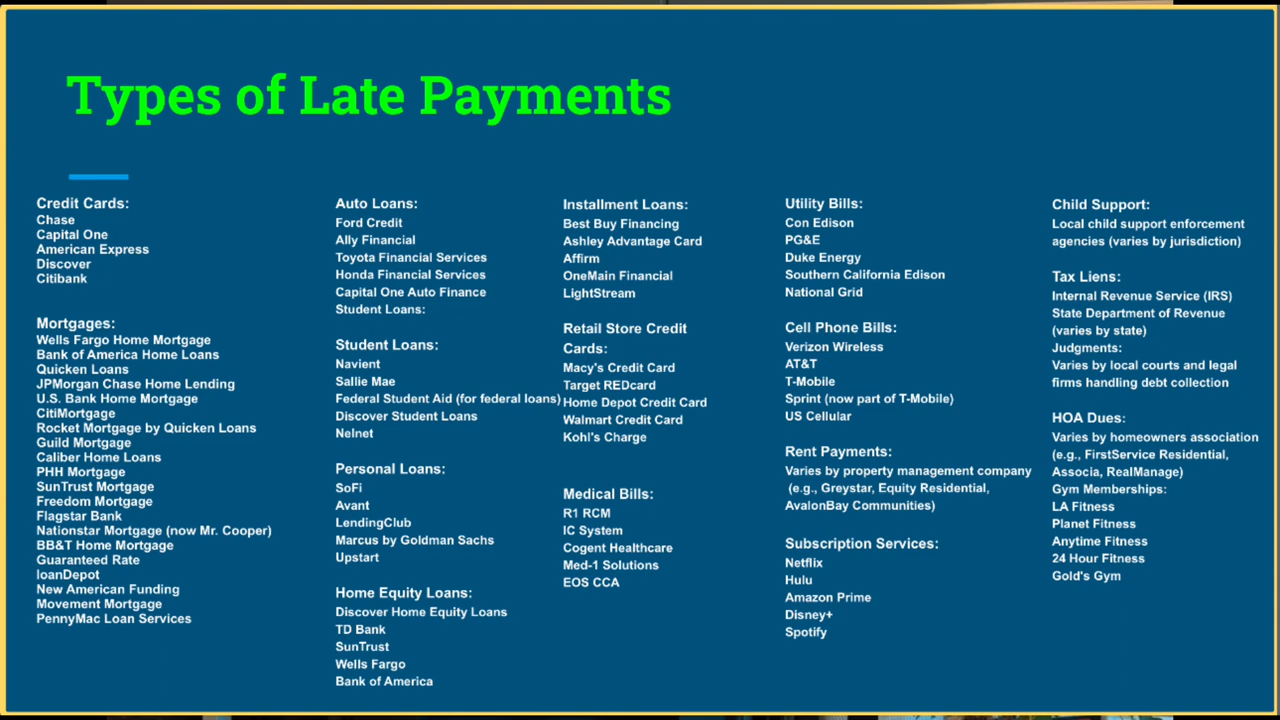 Types of Late Payments
Credit Cards:
Chase
Capital One
American Express
Discover
Citibank
Mortgages:
Wells Fargo Home Mortgage
Bank of America Home Loans
Quicken Loans
JPMorgan Chase Home Lending
U.S. Bank Home Mortgage
CitiMortgage
Rocket Mortgage by Quicken Loans
Guild Mortgage
Caliber Home Loans
PHH Mortgage
SunTrust Mortgage
Freedom Mortgage
Flagstar Bank
Nationstar Mortgage (now Mr. Cooper)
BB&T Home Mortgage
Guaranteed Rate
loanDepot
New American Funding
Movement Mortgage
PennyMac Loan Services
Auto Loans:
Ford Credit
Ally Financial
Toyota Financial Services
Honda Financial Services
Capital One Auto Finance
Student Loans:
Student Loans:
Navient
Sallie Mae
Federal Student Aid (for federal loans)
Discover Student Loans
Nelnet
Personal Loans:
SoFi
Avant
LendingClub
Marcus by Goldman Sachs
Upstart
Home Equity Loans:
Discover Home Equity Loans
TD Bank
SunTrust
Wells Fargo
Bank of America
Installment Loans:
Best Buy Financing
Ashley Advantage Card
Affirm
OneMain Financial
LightStream
Retail Store Credit
Cards:
Macy's Credit Card
Target REDcard
Home Depot Credit Card
Walmart Credit Card
Kohl's Charge
Medical Bills:
R1 RCM
IC System
Cogent Healthcare
Med-1 Solutions
EOS CCA
Utility Bills:
Con Edison
PG&E
Duke Energy
Southern California Edison
National Grid
Cell Phone Bills:
Verizon Wireless
AT&T
T-Mobile
Sprint (now part of T-Mobile)
US Cellular
Rent Payments:
Varies by property management company
(e.g., Greystar, Equity Residential,
AvalonBay Communities)
Subscription Services:
Netflix
Hulu
Amazon Prime
Disney+
Spotify
Child Support:
Local child support enforcement
agencies (varies by jurisdiction)
Tax Liens:
Internal Revenue Service (IRS)
State Department of Revenue
(varies by state)
Judgments:
Varies by local courts and legal
firms handling debt collection
HOA Dues:
Varies by homeowners association
(e.g., FirstService Residential,
Associa, RealManage)
Gym Memberships:
LA Fitness
Planet Fitness
Anytime Fitness
24 Hour Fitness
Gold's Gym